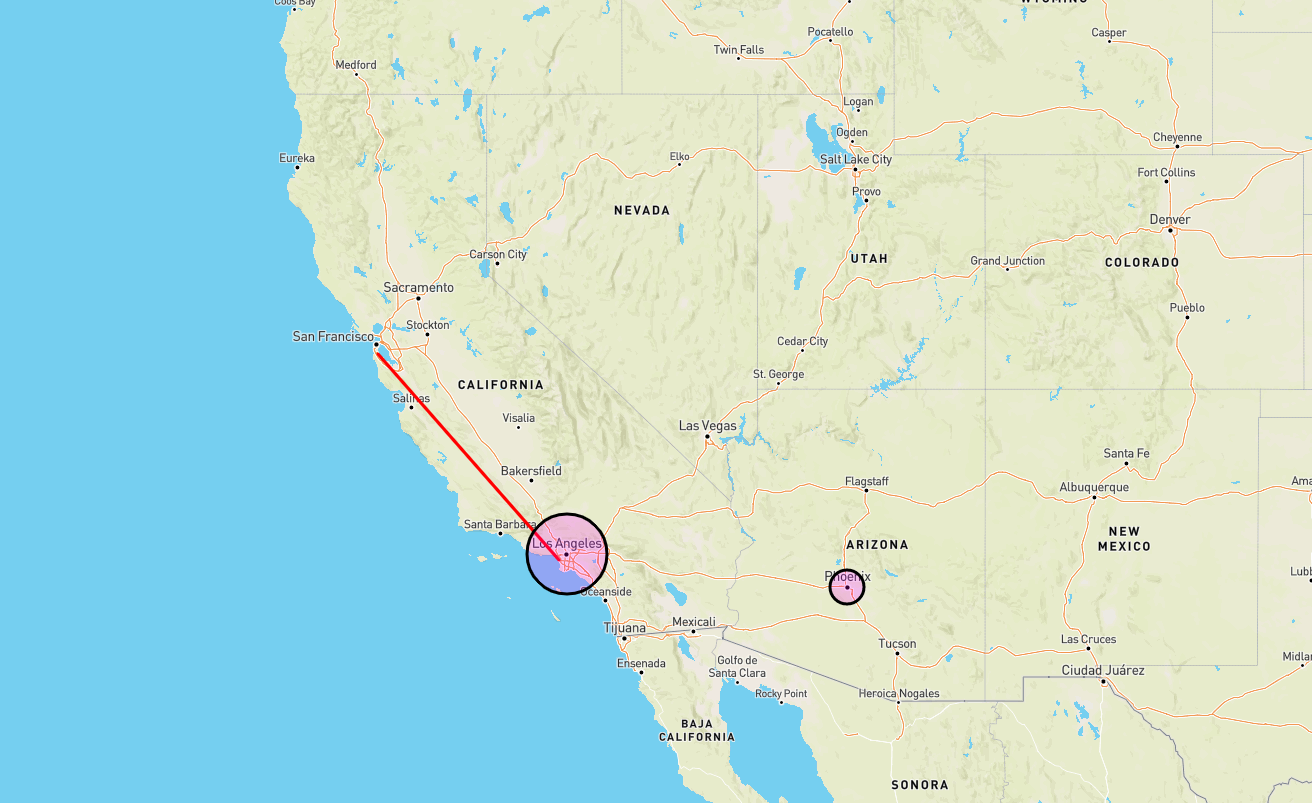 Coos Bay
WYOMING
Medford
Twin Falls
Pocatello
Casper
Logan
Ogden
Salt Lake City
Cheyenne
Eureka
Elko
Provo
Fort Collins
NEVADA
Denver
Carson City
UTAH
Grand Junction
COLORADO
Sacramento
Stockton
San Francisco
Pueblo
Cedar City
St. George
CALIFORNIA
Salinas
Visalia
Las Vegas
Bakersfield
Santa Fe
Flagstaff
Albuquerque
Ama
Santa Barbara
Los Angeles
ARIZONA
NEW
MEXICO
Phoenix
Lubb
Oceanside
Tijuana
Mexicali
Tucson
Las Cruces
Ensenada
Golfo de
Santa Clara
Ciudad Juárez
Midlan
Rocky Point
Heroica Nogales
BAJA
CALIFORNIA
SONORA